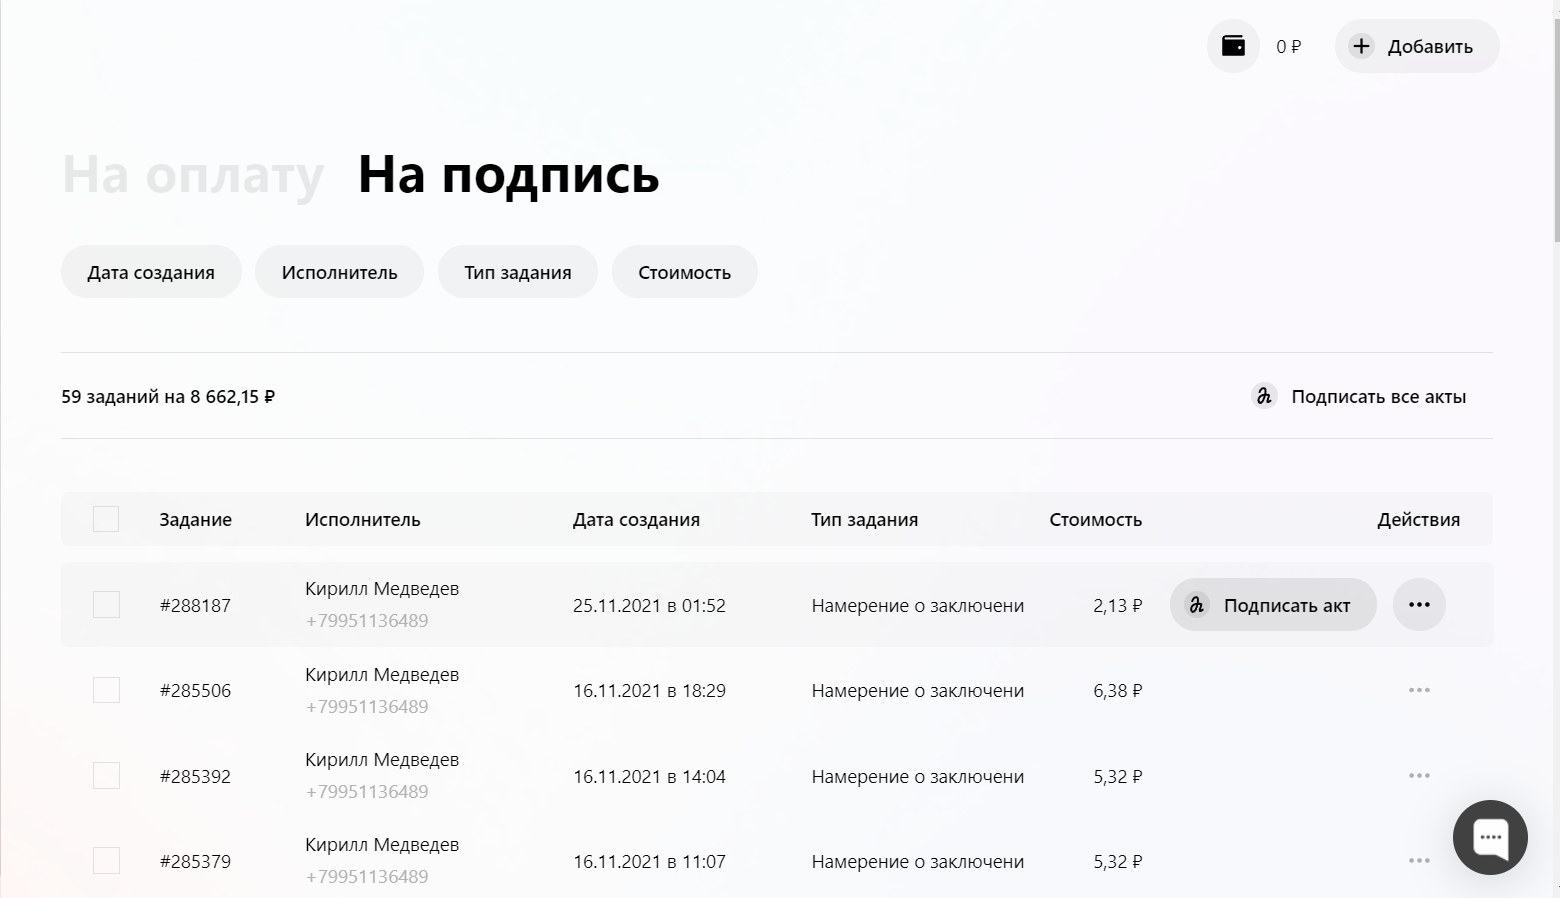 0 ₽
Добавить
На оплату На подпись
Дата создания Исполнитель Тип задания Стоимость
59 заданий на 8 662,15 ₽ Подписать все акты
Задание Исполнитель Дата создания Тип задания Стоимость Действия
Кирилл Медведев
#288187 25.11.2021 в 01:52 Намерение о заключени 2,13 ₽ Подписать акт
+79951136489
Кирилл Медведев
#285506 16.11.2021 в 18:29 Намерение о заключени 6,38 ₽
+79951136489
Кирилл Медведев
#285392 16.11.2021 в 14:04 Намерение о заключени 5,32 ₽
+79951136489
Кирилл Медведев
#285379 16.11.2021 в 11:07 Намерение о заключени 5,32 ₽
+79951136489